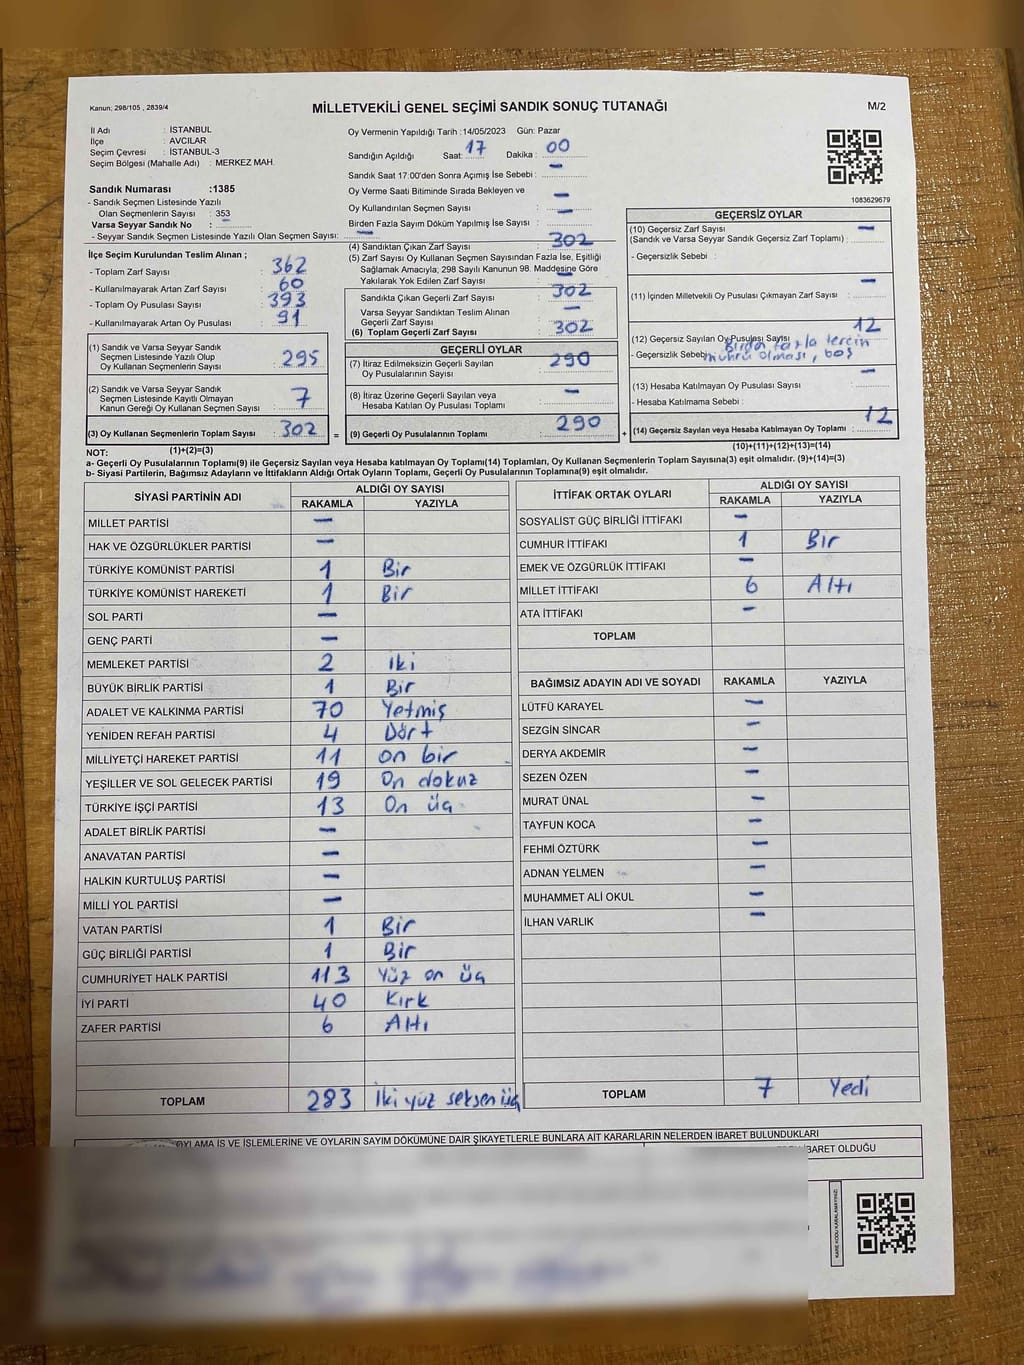 Kanun; 298/105 , 2839/4
MİLLETVEKİLİ GENEL SEÇİMİ SANDIK SONUÇ TUTANAĞI
M/2
İl Adı : İSTANBUL
İlçe : AVCILAR
Seçim Çevresi : İSTANBUL-3
Seçim Bölgesi (Mahalle Adı) : MERKEZ MAH.
Sandık Numarası :1385
- Sandık Seçmen Listesinde Yazılı
Olan Seçmenlerin Sayısı : 353
Varsa Seyyar Sandık No : –
- Seyyar Sandık Seçmen Listesinde Yazılı Olan Seçmen Sayısı: –
Oy Vermenin Yapıldığı Tarih :14/05/2023 Gün: Pazar
Sandığın Açıldığı Saat: 17 Dakika : 00
Sandık Saat 17:00'den Sonra Açımış İse Sebebi : –
Oy Verme Saati Bitiminde Sırada Bekleyen ve
Oy Kullandırılan Seçmen Sayısı : –
Birden Fazla Sayım Döküm Yapılmış İse Sayısı : –
1083629679
İlçe Seçim Kurulundan Teslim Alınan ;
- Toplam Zarf Sayısı : 362
- Kullanılmayarak Artan Zarf Sayısı : 60
- Toplam Oy Pusulası Sayısı : 393
- Kullanılmayarak Artan Oy Pusulası : 91
(4) Sandıktan Çıkan Zarf Sayısı : 302
(5) Zarf Sayısı Oy Kullanan Seçmen Sayısından Fazla İse, Eşitliği
Sağlamak Amacıyla, 298 Sayılı Kanunun 98. Maddesine Göre
Yakılarak Yok Edilen Zarf Sayısı : –
Sandıkta Çıkan Geçerli Zarf Sayısı : 302
Varsa Seyyar Sandıktan Teslim Alınan
Geçerli Zarf Sayısı : –
(6) Toplam Geçerli Zarf Sayısı : 302
GEÇERSİZ OYLAR
(10) Geçersiz Zarf Sayısı
(Sandık ve Varsa Seyyar Sandık Geçersiz Zarf Toplamı) : –
- Geçersizlik Sebebi :
(11) İçinden Milletvekili Oy Pusulası Çıkmayan Zarf Sayısı : –
(12) Geçersiz Sayılan Oy Pusulası Sayısı : 12
- Geçersizlik Sebebi Birden fazla tercih
mührü olması, boş
(13) Hesaba Katılmayan Oy Pusulası Sayısı : –
- Hesaba Katılmama Sebebi :
(14) Geçersiz Sayılan veya Hesaba Katılmayan Oy Toplamı : 12
(10)+(11)+(12)+(13)=(14)
(1) Sandık ve Varsa Seyyar Sandık
Seçmen Listesinde Yazılı Olup
Oy Kullanan Seçmenlerin Sayısı : 295
(2) Sandık ve Varsa Seyyar Sandık
Seçmen Listesinde Kayıtlı Olmayan
Kanun Gereği Oy Kullanan Seçmen Sayısı : 7
(3) Oy Kullanan Seçmenlerin Toplam Sayısı : 302 =
(1)+(2)=(3)
GEÇERLİ OYLAR
(7) İtiraz Edilmeksizin Geçerli Sayılan
Oy Pusulalarının Sayısı : 290
(8) İtiraz Üzerine Geçerli Sayılan veya
Hesaba Katılan Oy Pusulası Toplamı : –
(9) Geçerli Oy Pusulalarının Toplamı : 290 +
NOT:
a- Geçerli Oy Pusulalarının Toplamı(9) ile Geçersiz Sayılan veya Hesaba katılmayan Oy Toplamı(14) Toplamları, Oy Kullanan Seçmenlerin Toplam Sayısına(3) eşit olmalıdır. (9)+(14)=(3)
b- Siyasi Partilerin, Bağımsız Adayların ve İttifakların Aldığı Ortak Oyların Toplamı, Geçerli Oy Pusulalarının Toplamına(9) eşit olmalıdır.
SİYASİ PARTİNİN ADI ALDIĞI OY SAYISI
RAKAMLA YAZIYLA
MİLLET PARTİSİ –
HAK VE ÖZGÜRLÜKLER PARTİSİ –
TÜRKİYE KOMÜNİST PARTİSİ 1 Bir
TÜRKİYE KOMÜNİST HAREKETİ 1 Bir
SOL PARTİ –
GENÇ PARTİ –
MEMLEKET PARTİSİ 2 iki
BÜYÜK BİRLİK PARTİSİ 1 Bir
ADALET VE KALKINMA PARTİSİ 70 Yetmiş
YENİDEN REFAH PARTİSİ 4 Dört
MİLLİYETÇİ HAREKET PARTİSİ 11 on bir
YEŞİLLER VE SOL GELECEK PARTİSİ 19 On dokuz
TÜRKİYE İŞÇİ PARTİSİ 13 On üç
ADALET BİRLİK PARTİSİ –
ANAVATAN PARTİSİ –
HALKIN KURTULUŞ PARTİSİ –
MİLLİ YOL PARTİSİ –
VATAN PARTİSİ 1 Bir
GÜÇ BİRLİĞİ PARTİSİ 1 Bir
CUMHURİYET HALK PARTİSİ 113 Yüz on üç
İYİ PARTİ 40 Kırk
ZAFER PARTİSİ 6 Altı
TOPLAM 283 İki yüz seksen üç
İTTİFAK ORTAK OYLARI ALDIĞI OY SAYISI
RAKAMLA YAZIYLA
SOSYALİST GÜÇ BİRLİĞİ İTTİFAKI –
CUMHUR İTTİFAKI 1 Bir
EMEK VE ÖZGÜRLÜK İTTİFAKI –
MİLLET İTTİFAKI 6 Altı
ATA İTTİFAKI –
TOPLAM
BAĞIMSIZ ADAYIN ADI VE SOYADI RAKAMLA YAZIYLA
LÜTFÜ KARAYEL –
SEZGİN SİNCAR –
DERYA AKDEMİR –
SEZEN ÖZEN –
MURAT ÜNAL –
TAYFUN KOCA –
FEHMİ ÖZTÜRK –
ADNAN YELMEN –
MUHAMMET ALİ OKUL –
İLHAN VARLIK –
TOPLAM 7 Yedi
OYLAMA İŞ VE İŞLEMLERİNE VE OYLARIN SAYIM DÖKÜMÜNE DAİR ŞİKAYETLERLE BUNLARA AİT KARARLARIN NELERDEN İBARET BULUNDUKLARI
İBARET OLDUĞU
KARE KODU KARALAMAYINIZ!